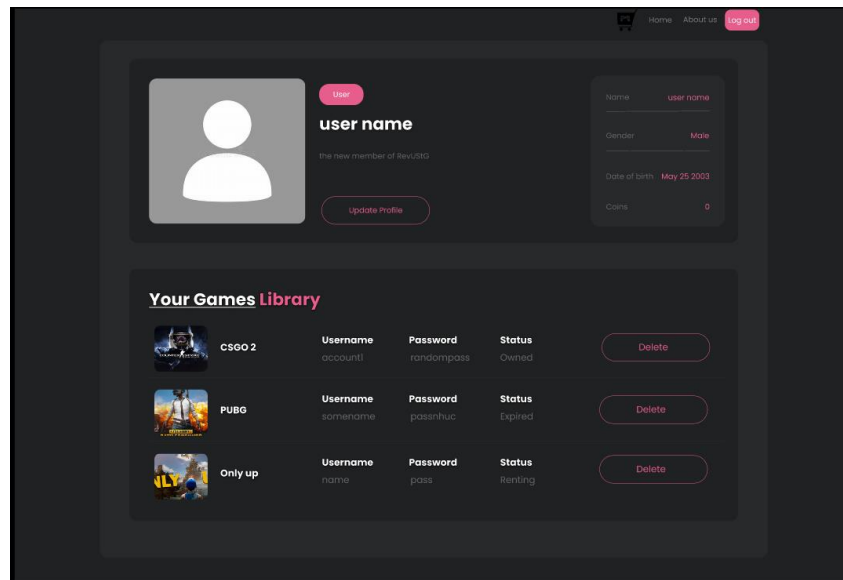 Home About us Log out
User
user name
the new member of RevUStG
Update Profile
Name user name
Gender Male
Date of birth May 25 2003
Coins 0
Your Games Library
CSGO 2
Username Password Status
account1 randompass Owned
Delete
PUBG
Username Password Status
somename passnhuc Expired
Delete
Only up
Username Password Status
name pass Renting
Delete